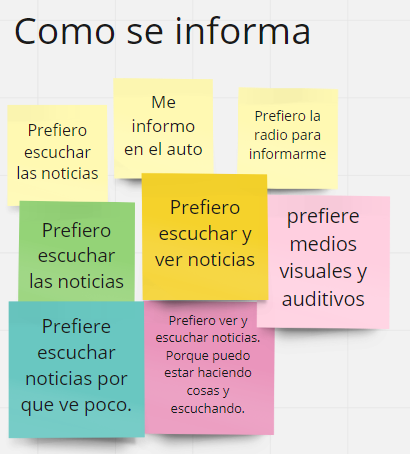 Como se informa
Prefiero
escuchar
las noticias
Me
informo
en el auto
Prefiero la
radio para
informarme
Prefiero
escuchar
las noticias
Prefiero
escuchar y
ver noticias
prefiere
medios
visuales y
auditivos
Prefiere
escuchar
noticias por
que ve poco.
Prefiero ver y
escuchar noticias.
Porque puedo
estar haciendo
cosas y
escuchando.